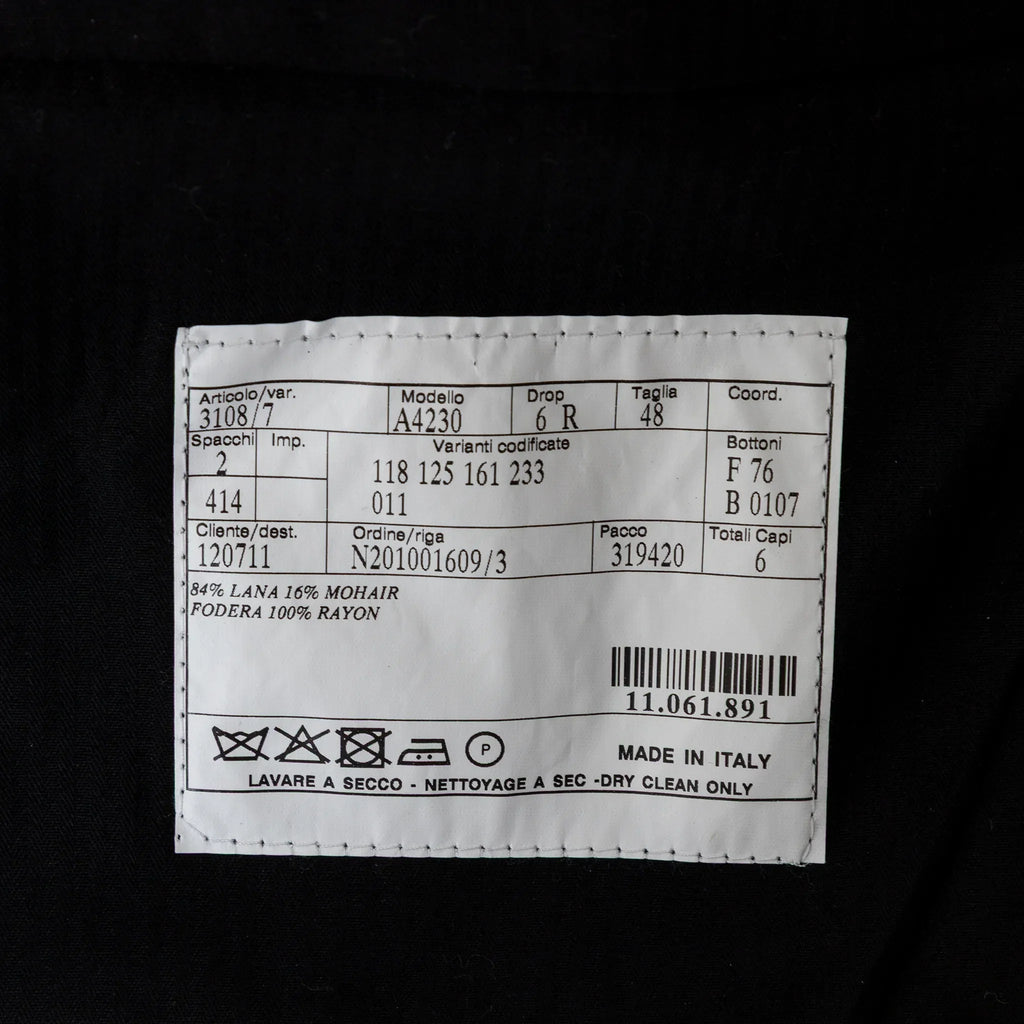 Articolo/var. Modello Drop Taglia Coord.
3108/7 A4230 6 R 48
Spacchi Imp. Varianti codificate Bottoni
2 118 125 161 233 F 76
414 011 B 0107
Cliente/dest. Ordine/riga Pacco Totali Capi
120711 N201001609/3 319420 6
84% LANA 16% MOHAIR
FODERA 100% RAYON
11.061.891
P MADE IN ITALY
LAVARE A SECCO - NETTOYAGE A SEC -DRY CLEAN ONLY